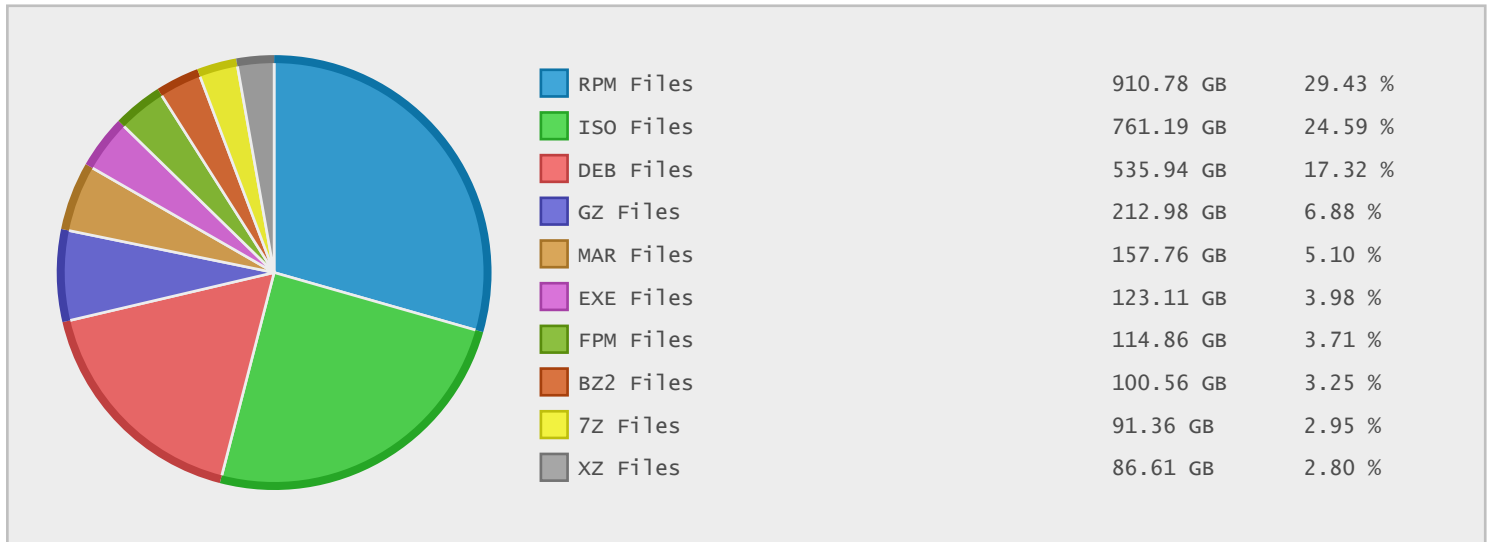 RPM Files 910.78 GB 29.43 %
ISO Files 761.19 GB 24.59 %
DEB Files 535.94 GB 17.32 %
GZ Files 212.98 GB 6.88 %
MAR Files 157.76 GB 5.10 %
EXE Files 123.11 GB 3.98 %
FPM Files 114.86 GB 3.71 %
BZ2 Files 100.56 GB 3.25 %
7Z Files 91.36 GB 2.95 %
XZ Files 86.61 GB 2.80 %